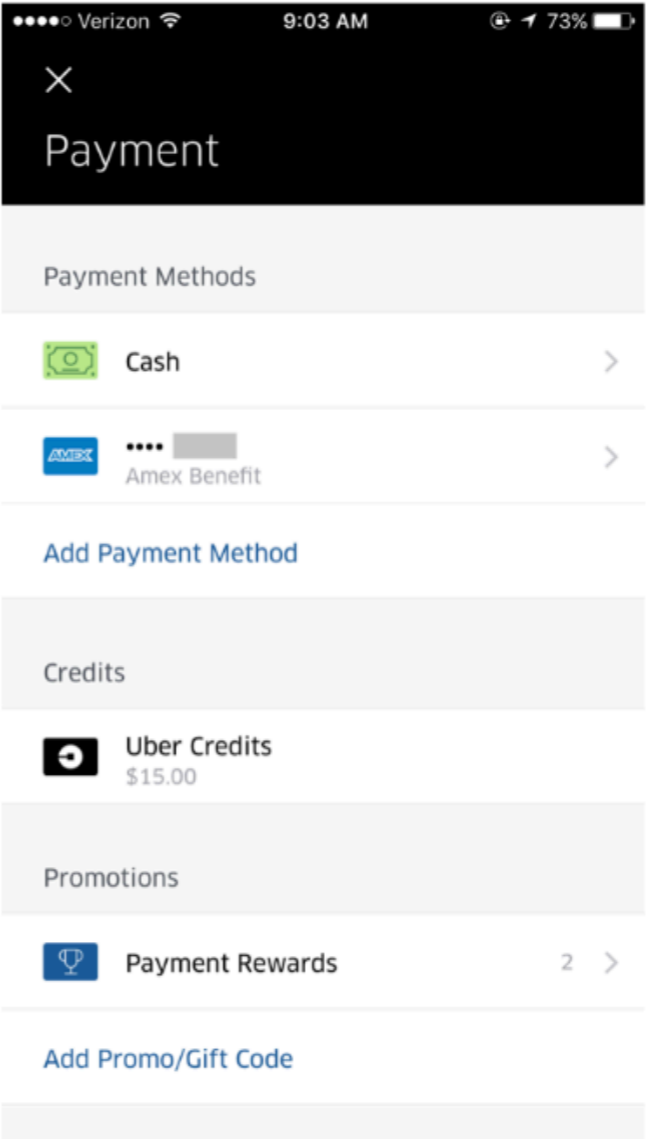 Verizon 9:03 AM 73%
Payment
Payment Methods
Cash
AMEX ••••
Amex Benefit
Add Payment Method
Credits
Uber Credits
$15.00
Promotions
Payment Rewards 2
Add Promo/Gift Code